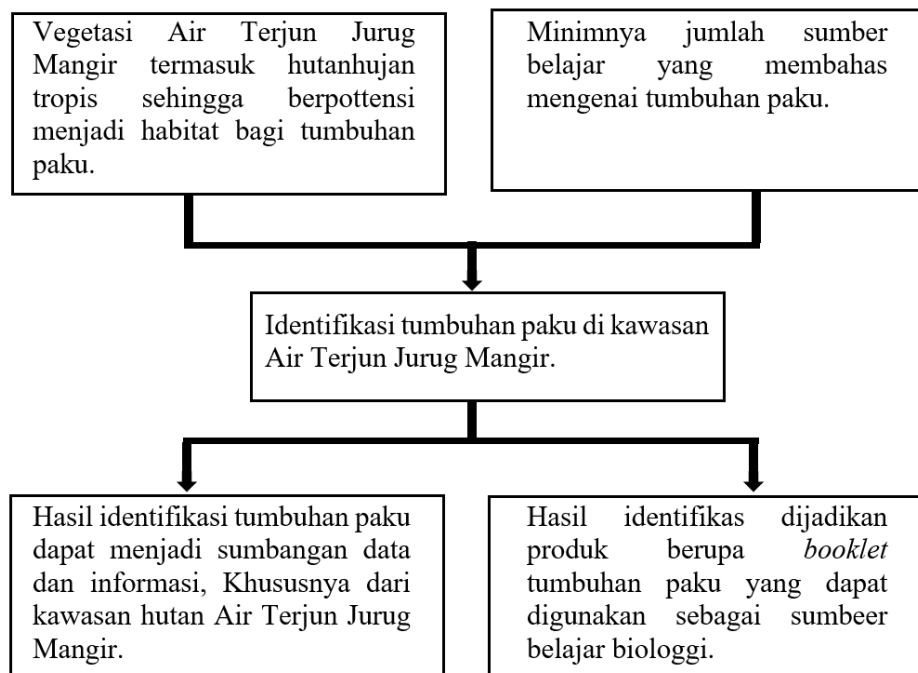 Vegetasi Air Terjun Jurug
Mangir termasuk hutanhujan
tropis sehingga berpottensi
menjadi habitat bagi tumbuhan
paku.
Minimnya jumlah sumber
belajar yang membahas
mengenai tumbuhan paku.
Identifikasi tumbuhan paku di kawasan
Air Terjun Jurug Mangir.
Hasil identifikasi tumbuhan paku
dapat menjadi sumbangan data
dan informasi, Khususnya dari
kawasan hutan Air Terjun Jurug
Mangir.
Hasil identifikas dijadikan
produk berupa booklet
tumbuhan paku yang dapat
digunakan sebagai sumbeer
belajar biologgi.